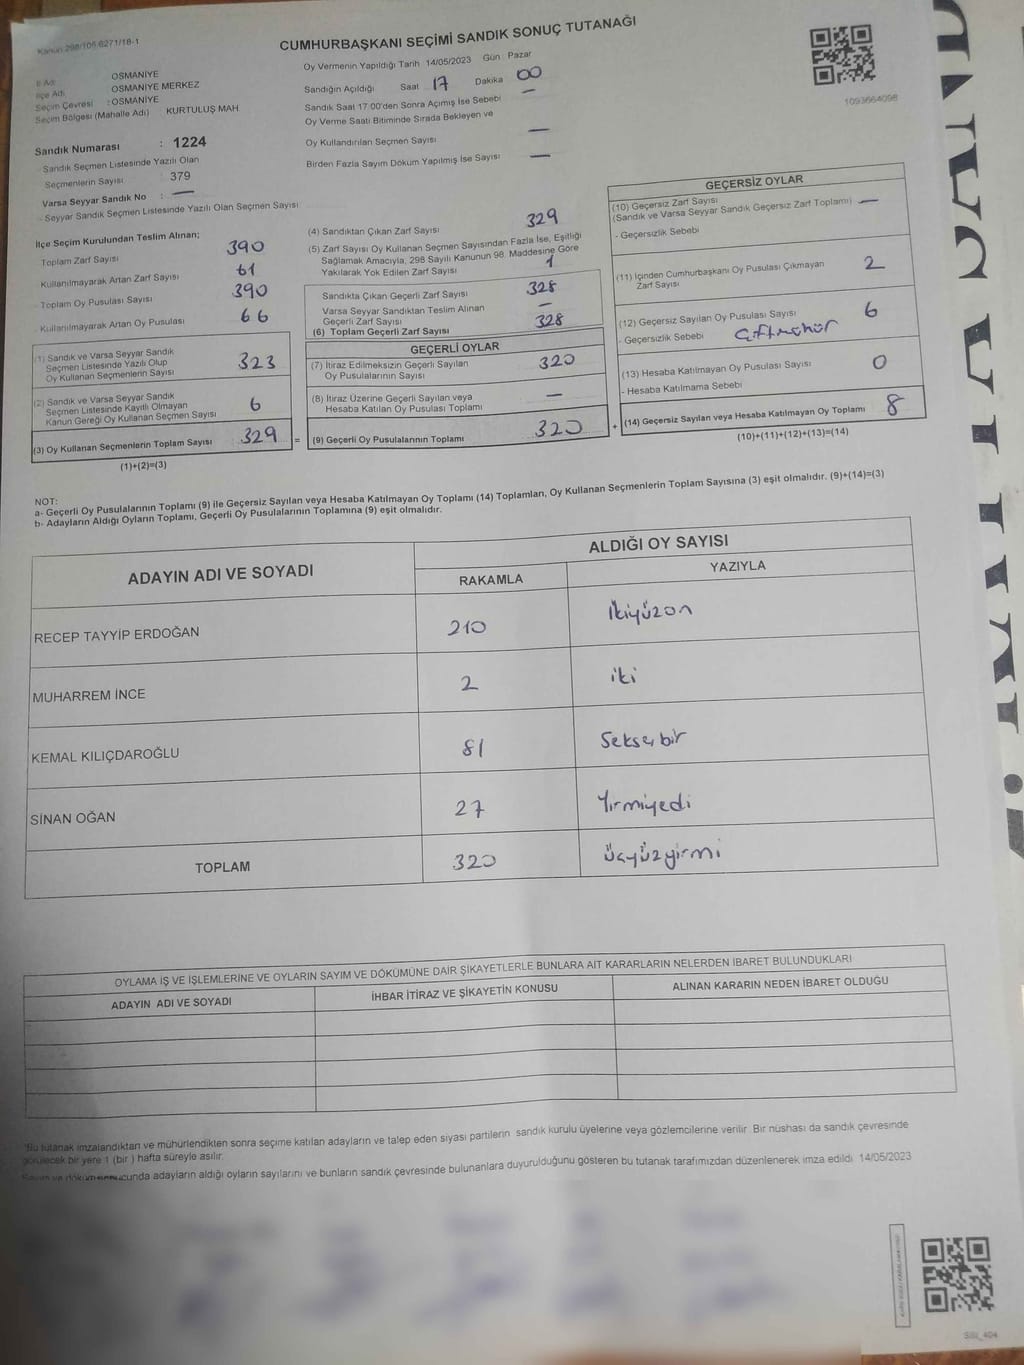 Kanun 298/105 6271/18-1
CUMHURBAŞKANI SEÇİMİ SANDIK SONUÇ TUTANAĞI
1093664098
İl Adı OSMANİYE
İlçe Adı OSMANİYE MERKEZ
Seçim Çevresi : OSMANİYE
Seçim Bölgesi (Mahalle Adı) KURTULUŞ MAH.
Sandık Numarası : 1224
Sandık Seçmen Listesinde Yazılı Olan
Seçmenlerin Sayısı 379
Varsa Seyyar Sandık No : —
- Seyyar Sandık Seçmen Listesinde Yazılı Olan Seçmen Sayısı
Oy Vermenin Yapıldığı Tarih 14/05/2023 Gün : Pazar
Sandığın Açıldığı Saat 17 Dakika 00
Sandık Saat 17:00'den Sonra Açımış İse Sebebi —
Oy Verme Saati Bitiminde Sırada Bekleyen ve
Oy Kullandırılan Seçmen Sayısı —
Birden Fazla Sayım Döküm Yapılmış İse Sayısı —
İlçe Seçim Kurulundan Teslim Alınan;
Toplam Zarf Sayısı 390
Kullanılmayarak Artan Zarf Sayısı 61
- Toplam Oy Pusulası Sayısı 390
- Kullanılmayarak Artan Oy Pusulası 66
(1) Sandık ve Varsa Seyyar Sandık
Seçmen Listesinde Yazılı Olup
Oy Kullanan Seçmenlerin Sayısı 323
(2) Sandık ve Varsa Seyyar Sandık
Seçmen Listesinde Kayıtlı Olmayan
Kanun Gereği Oy Kullanan Seçmen Sayısı 6
(3) Oy Kullanan Seçmenlerin Toplam Sayısı 329 =
(1)+(2)=(3)
(4) Sandıktan Çıkan Zarf Sayısı 329
(5) Zarf Sayısı Oy Kullanan Seçmen Sayısından Fazla İse, Eşitliği
Sağlamak Amacıyla, 298 Sayılı Kanunun 98. Maddesine Göre
Yakılarak Yok Edilen Zarf Sayısı 1
Sandıkta Çıkan Geçerli Zarf Sayısı 328
Varsa Seyyar Sandıktan Teslim Alınan
Geçerli Zarf Sayısı —
(6) Toplam Geçerli Zarf Sayısı 328
GEÇERLİ OYLAR
(7) İtiraz Edilmeksizin Geçerli Sayılan
Oy Pusulalarının Sayısı 320
(8) İtiraz Üzerine Geçerli Sayılan veya
Hesaba Katılan Oy Pusulası Toplamı —
(9) Geçerli Oy Pusulalarının Toplamı 320 +
GEÇERSİZ OYLAR
(10) Geçersiz Zarf Sayısı
(Sandık ve Varsa Seyyar Sandık Geçersiz Zarf Toplamı) —
- Geçersizlik Sebebi
(11) İçinden Cumhurbaşkanı Oy Pusulası Çıkmayan
Zarf Sayısı 2
(12) Geçersiz Sayılan Oy Pusulası Sayısı 6
- Geçersizlik Sebebi Çiftmühür
(13) Hesaba Katılmayan Oy Pusulası Sayısı 0
- Hesaba Katılmama Sebebi
(14) Geçersiz Sayılan veya Hesaba Katılmayan Oy Toplamı 8
(10)+(11)+(12)+(13)=(14)
NOT:
a- Geçerli Oy Pusulalarının Toplamı (9) ile Geçersiz Sayılan veya Hesaba Katılmayan Oy Toplamı (14) Toplamları, Oy Kullanan Seçmenlerin Toplam Sayısına (3) eşit olmalıdır. (9)+(14)=(3)
b- Adayların Aldığı Oyların Toplamı, Geçerli Oy Pusulalarının Toplamına (9) eşit olmalıdır.
ADAYIN ADI VE SOYADI
ALDIĞI OY SAYISI
RAKAMLA YAZIYLA
RECEP TAYYİP ERDOĞAN 210 İkiyüzon
MUHARREM İNCE 2 iki
KEMAL KILIÇDAROĞLU 81 Seksenbir
SİNAN OĞAN 27 Yirmiyedi
TOPLAM 320 Üçyüzyirmi
OYLAMA İŞ VE İŞLEMLERİNE VE OYLARIN SAYIM VE DÖKÜMÜNE DAİR ŞİKAYETLERLE BUNLARA AİT KARARLARIN NELERDEN İBARET BULUNDUKLARI
ADAYIN ADI VE SOYADI İHBAR İTİRAZ VE ŞİKAYETİN KONUSU ALINAN KARARIN NEDEN İBARET OLDUĞU
Bu tutanak imzalandıktan ve mühürlendikten sonra seçime katılan adayların ve talep eden siyasi partilerin sandık kurulu üyelerine veya gözlemcilerine verilir. Bir nüshası da sandık çevresinde
görülecek bir yere 1 (bir ) hafta süreyle asılır.
Sayım ve döküm sonucunda adayların aldığı oyların sayılarını ve bunların sandık çevresinde bulunanlara duyurulduğunu gösteren bu tutanak tarafımızdan düzenlenerek imza edildi. 14/05/2023